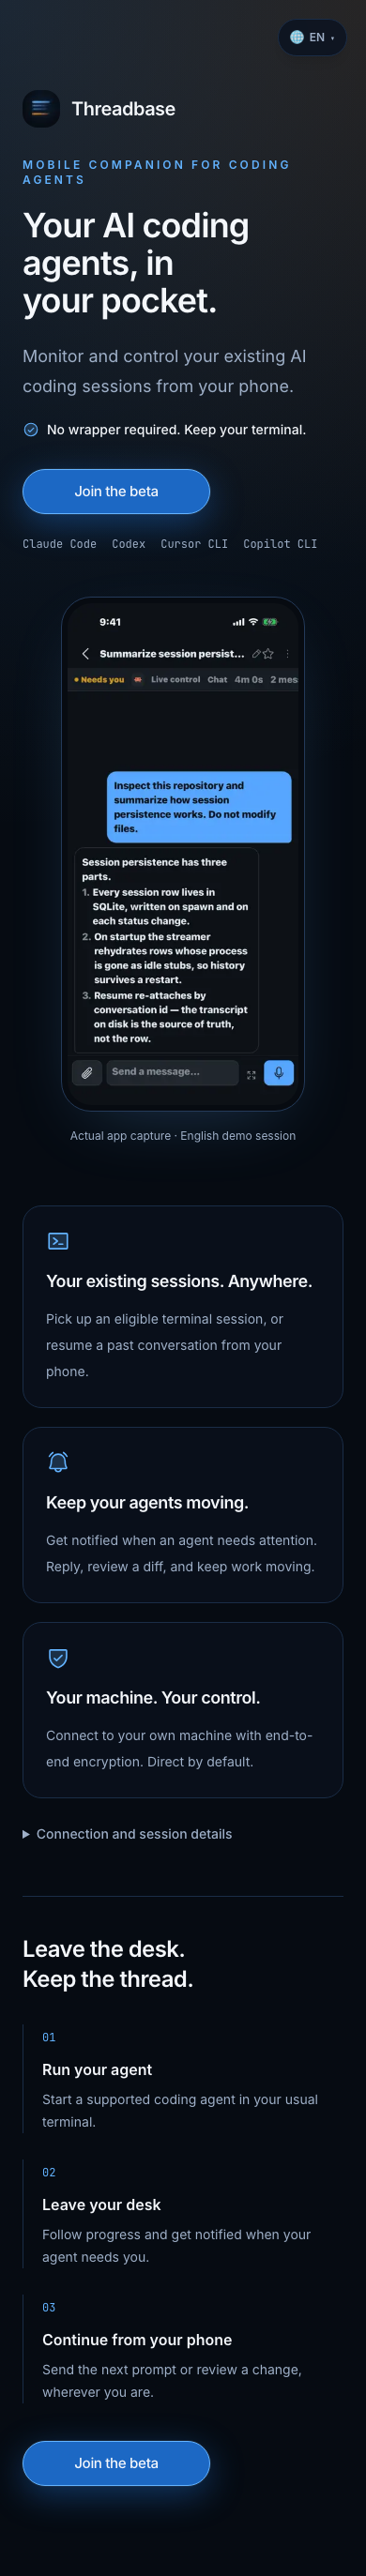 EN
Threadbase
MOBILE COMPANION FOR CODING
AGENTS
Your AI coding
agents, in
your pocket.
Monitor and control your existing AI
coding sessions from your phone.
No wrapper required. Keep your terminal.
Join the beta
Claude Code Codex Cursor CLI Copilot CLI
9:41
Summarize session persist...
Needs you Live control Chat 4m 0s 2 mes
Inspect this repository and
summarize how session
persistence works. Do not modify
files.
Session persistence has three
parts.
1. Every session row lives in
SQLite, written on spawn and on
each status change.
2. On startup the streamer
rehydrates rows whose process
is gone as idle stubs, so history
survives a restart.
3. Resume re-attaches by
conversation id — the transcript
on disk is the source of truth,
not the row.
Send a message...
Actual app capture · English demo session
Your existing sessions. Anywhere.
Pick up an eligible terminal session, or
resume a past conversation from your
phone.
Keep your agents moving.
Get notified when an agent needs attention.
Reply, review a diff, and keep work moving.
Your machine. Your control.
Connect to your own machine with end-to-
end encryption. Direct by default.
Connection and session details
Leave the desk.
Keep the thread.
01
Run your agent
Start a supported coding agent in your usual
terminal.
02
Leave your desk
Follow progress and get notified when your
agent needs you.
03
Continue from your phone
Send the next prompt or review a change,
wherever you are.
Join the beta